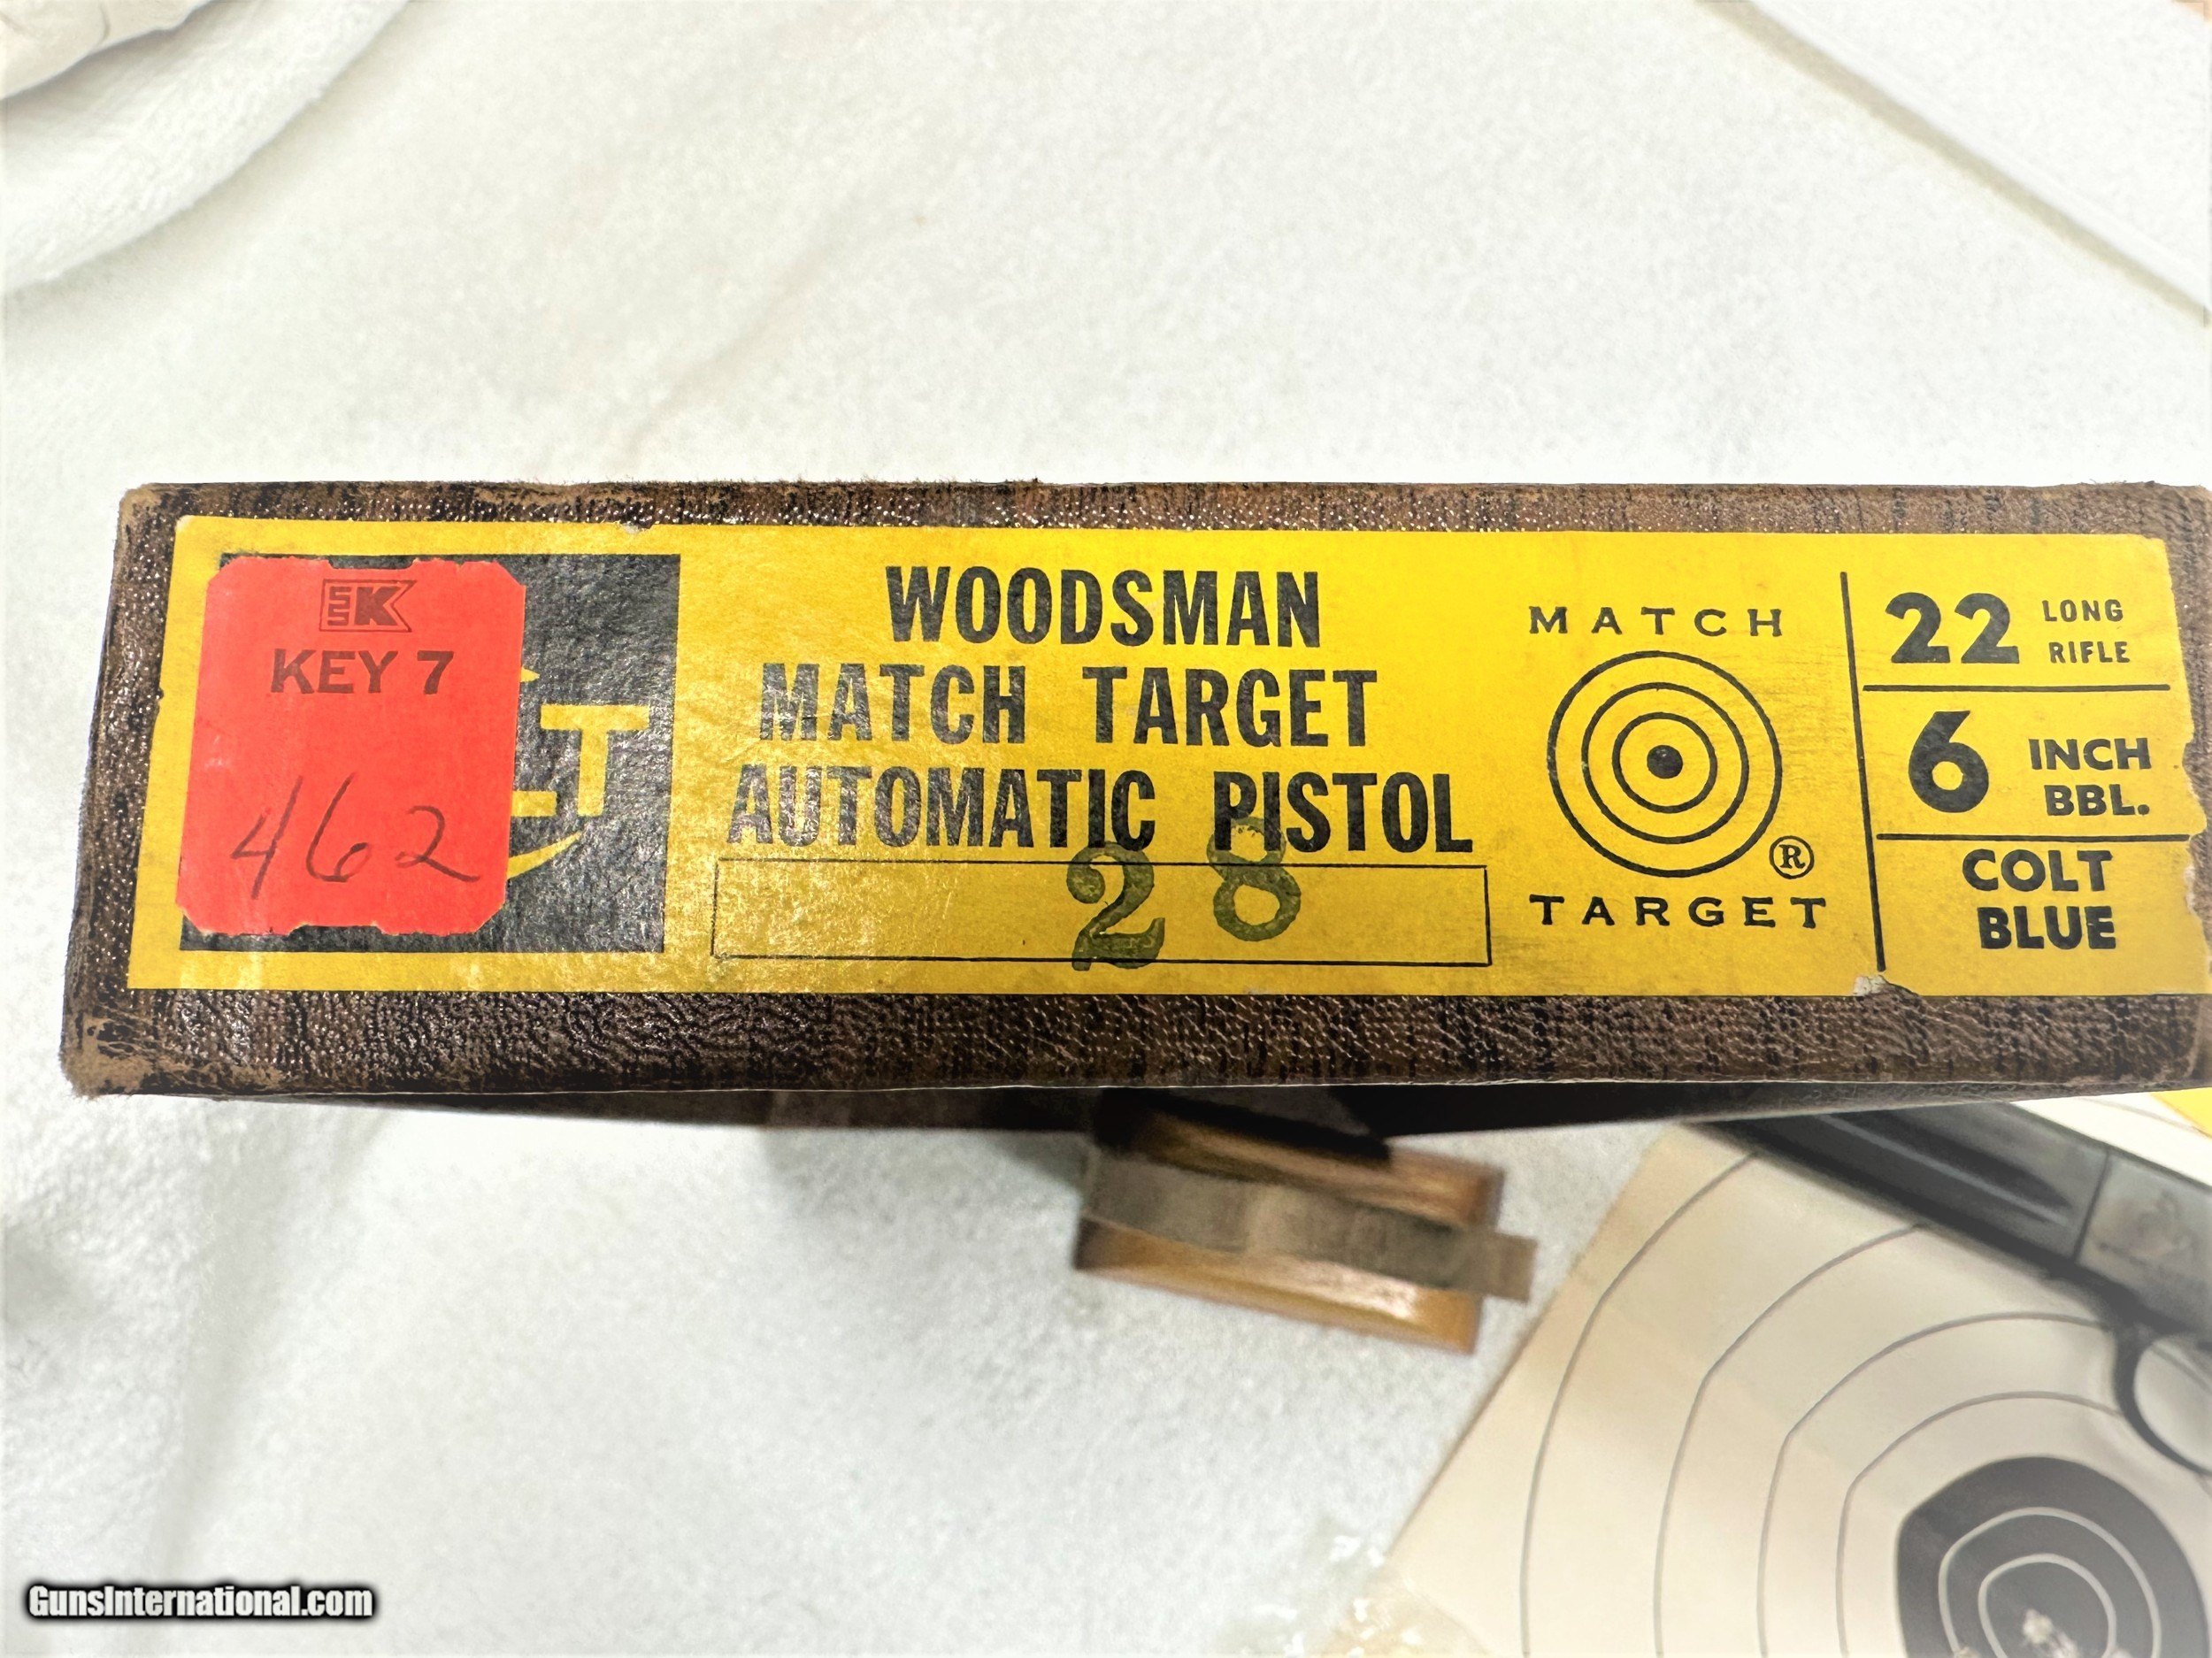 K
KEY 7
462
LT
WOODSMAN
MATCH TARGET
AUTOMATIC PISTOL
28
MATCH
TARGET
®
22 LONG RIFLE
6 INCH BBL.
COLT
BLUE
GunsInternational.com